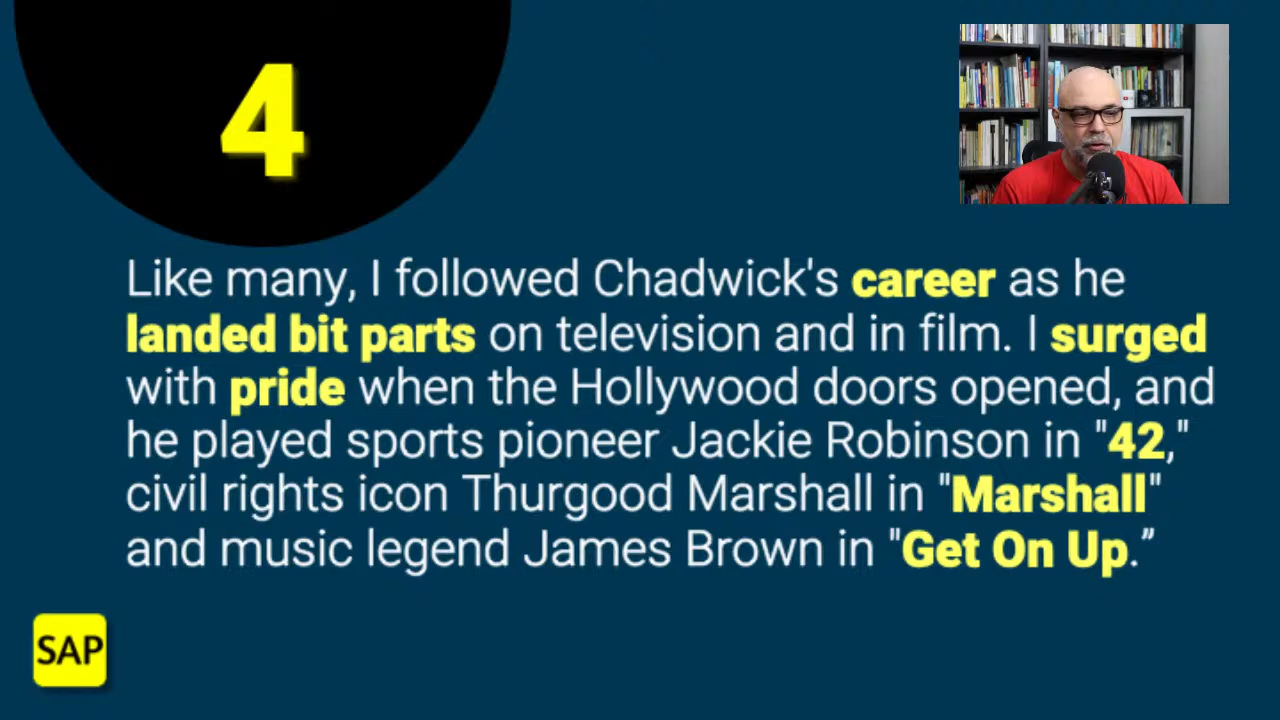 4
Like many, I followed Chadwick's career as he
landed bit parts on television and in film. I surged
with pride when the Hollywood doors opened, and
he played sports pioneer Jackie Robinson in "42,"
civil rights icon Thurgood Marshall in "Marshall"
and music legend James Brown in "Get On Up.”
SAP